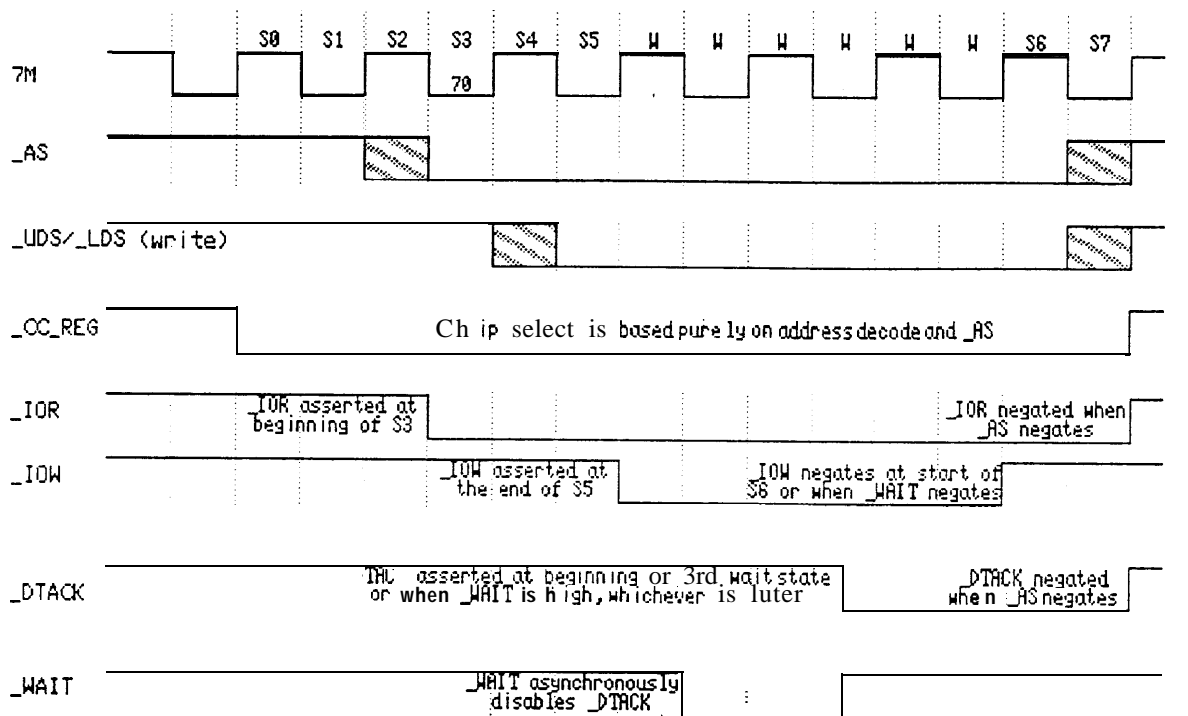 S0 S1 S2 S3 S4 S5 W W W W W W S6 S7
7M
70
_AS
_UDS/_LDS (write)
_CC_REG
Ch ip select is based pure ly on address decode and _AS
_IOR
_IOR asserted at
beginning of S3
_IOR negated when
_AS negates
_IOW
_IOW asserted at
the end of S5
_IOW negates at start of
S6 or when _WAIT negates
_DTACK
asserted at beginning or 3rd wait state
or when _WAIT is h igh, whichever is luter
_DTACK negated
when _AS negates
_WAIT
_WAIT asynchronously
disables _DTACK